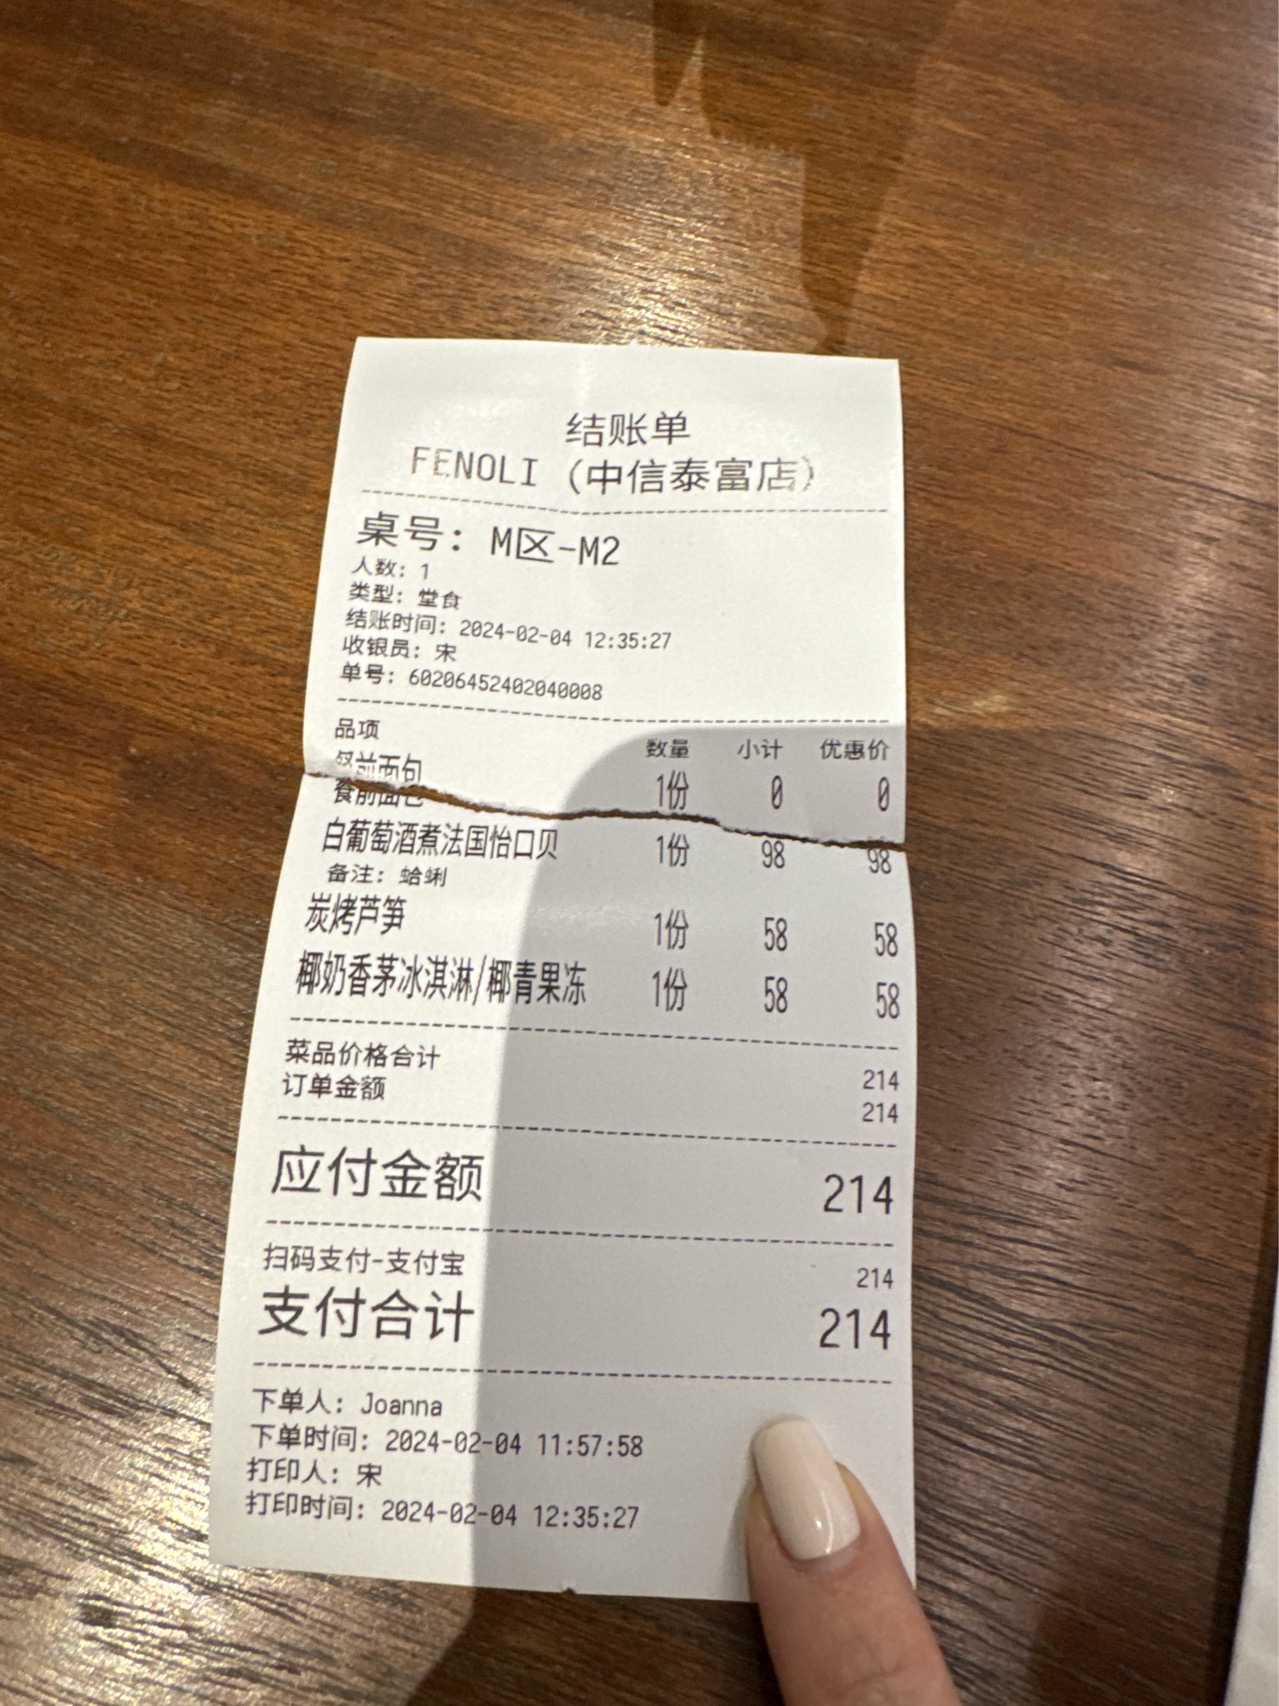 结账单
FENOLI (中信泰富店)
桌号: M区-M2
人数: 1
类型: 堂食
结账时间: 2024-02-04 12:35:27
收银员: 宋
单号: 602064524020 40008
品项 数量 小计 优惠价
餐前面包 1份 0 0
白葡萄酒煮法国怡口贝 1份 98 98
备注: 蛤蜊
炭烤芦笋 1份 58 58
椰奶香茅冰淇淋/椰青果冻 1份 58 58
菜品价格合计 214
订单金额 214
应付金额 214
扫码支付-支付宝 214
支付合计 214
下单人: Joanna
下单时间: 2024-02-04 11:57:58
打印人: 宋
打印时间: 2024-02-04 12:35:27